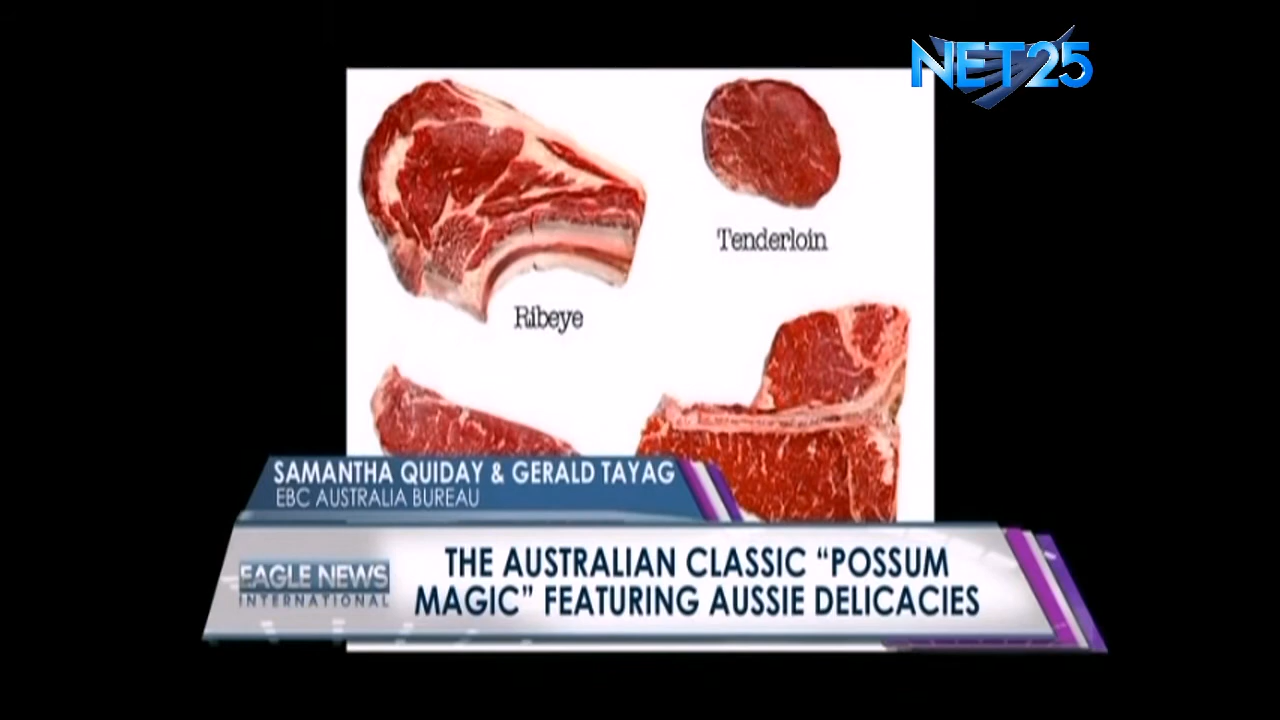 NET25
Tenderloin
Ribeye
SAMANTHA QUIDAY & GERALD TAYAG
EBC AUSTRALIA BUREAU
EAGLE NEWS
INTERNATIONAL
THE AUSTRALIAN CLASSIC “POSSUM
MAGIC” FEATURING AUSSIE DELICACIES